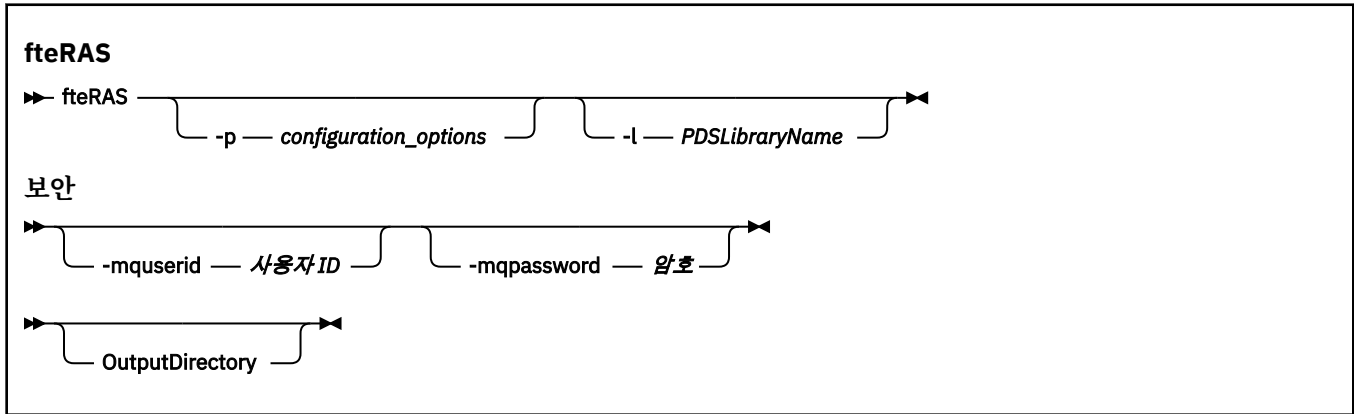 fteRAS
fteRAS
-p configuration_options -l PDSLibraryName
보안
-mquserid 사용자 ID -mqpassword 암호
OutputDirectory